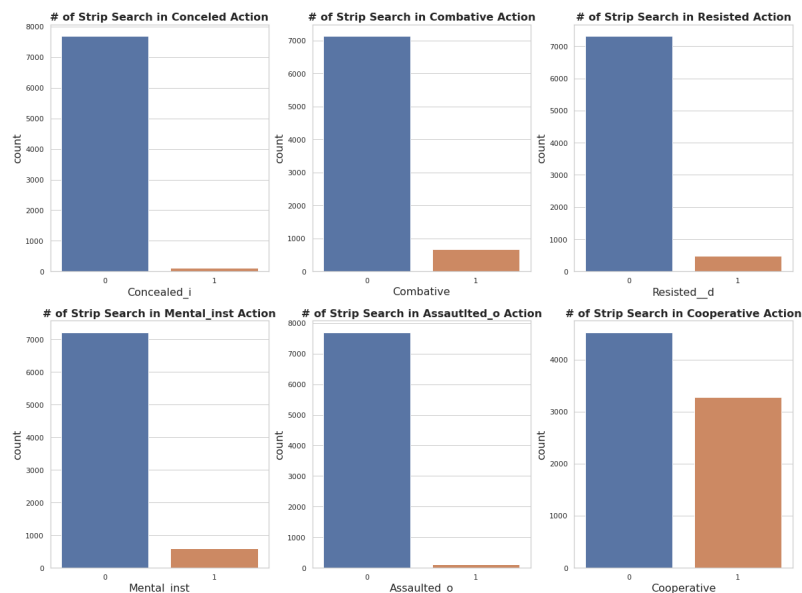 # of Strip Search in Conceled Action
8000
7000
6000
5000
4000
3000
2000
1000
0
count
0 1
Concealed_i
# of Strip Search in Combative Action
7000
6000
5000
4000
3000
2000
1000
0
count
0 1
Combative
# of Strip Search in Resisted Action
7000
6000
5000
4000
3000
2000
1000
0
count
0 1
Resisted__d
# of Strip Search in Mental_inst Action
7000
6000
5000
4000
3000
2000
1000
0
count
0 1
Mental_inst
# of Strip Search in Assautlted_o Action
8000
7000
6000
5000
4000
3000
2000
1000
0
count
0 1
Assaulted_o
# of Strip Search in Cooperative Action
4000
3000
2000
1000
0
count
0 1
Cooperative